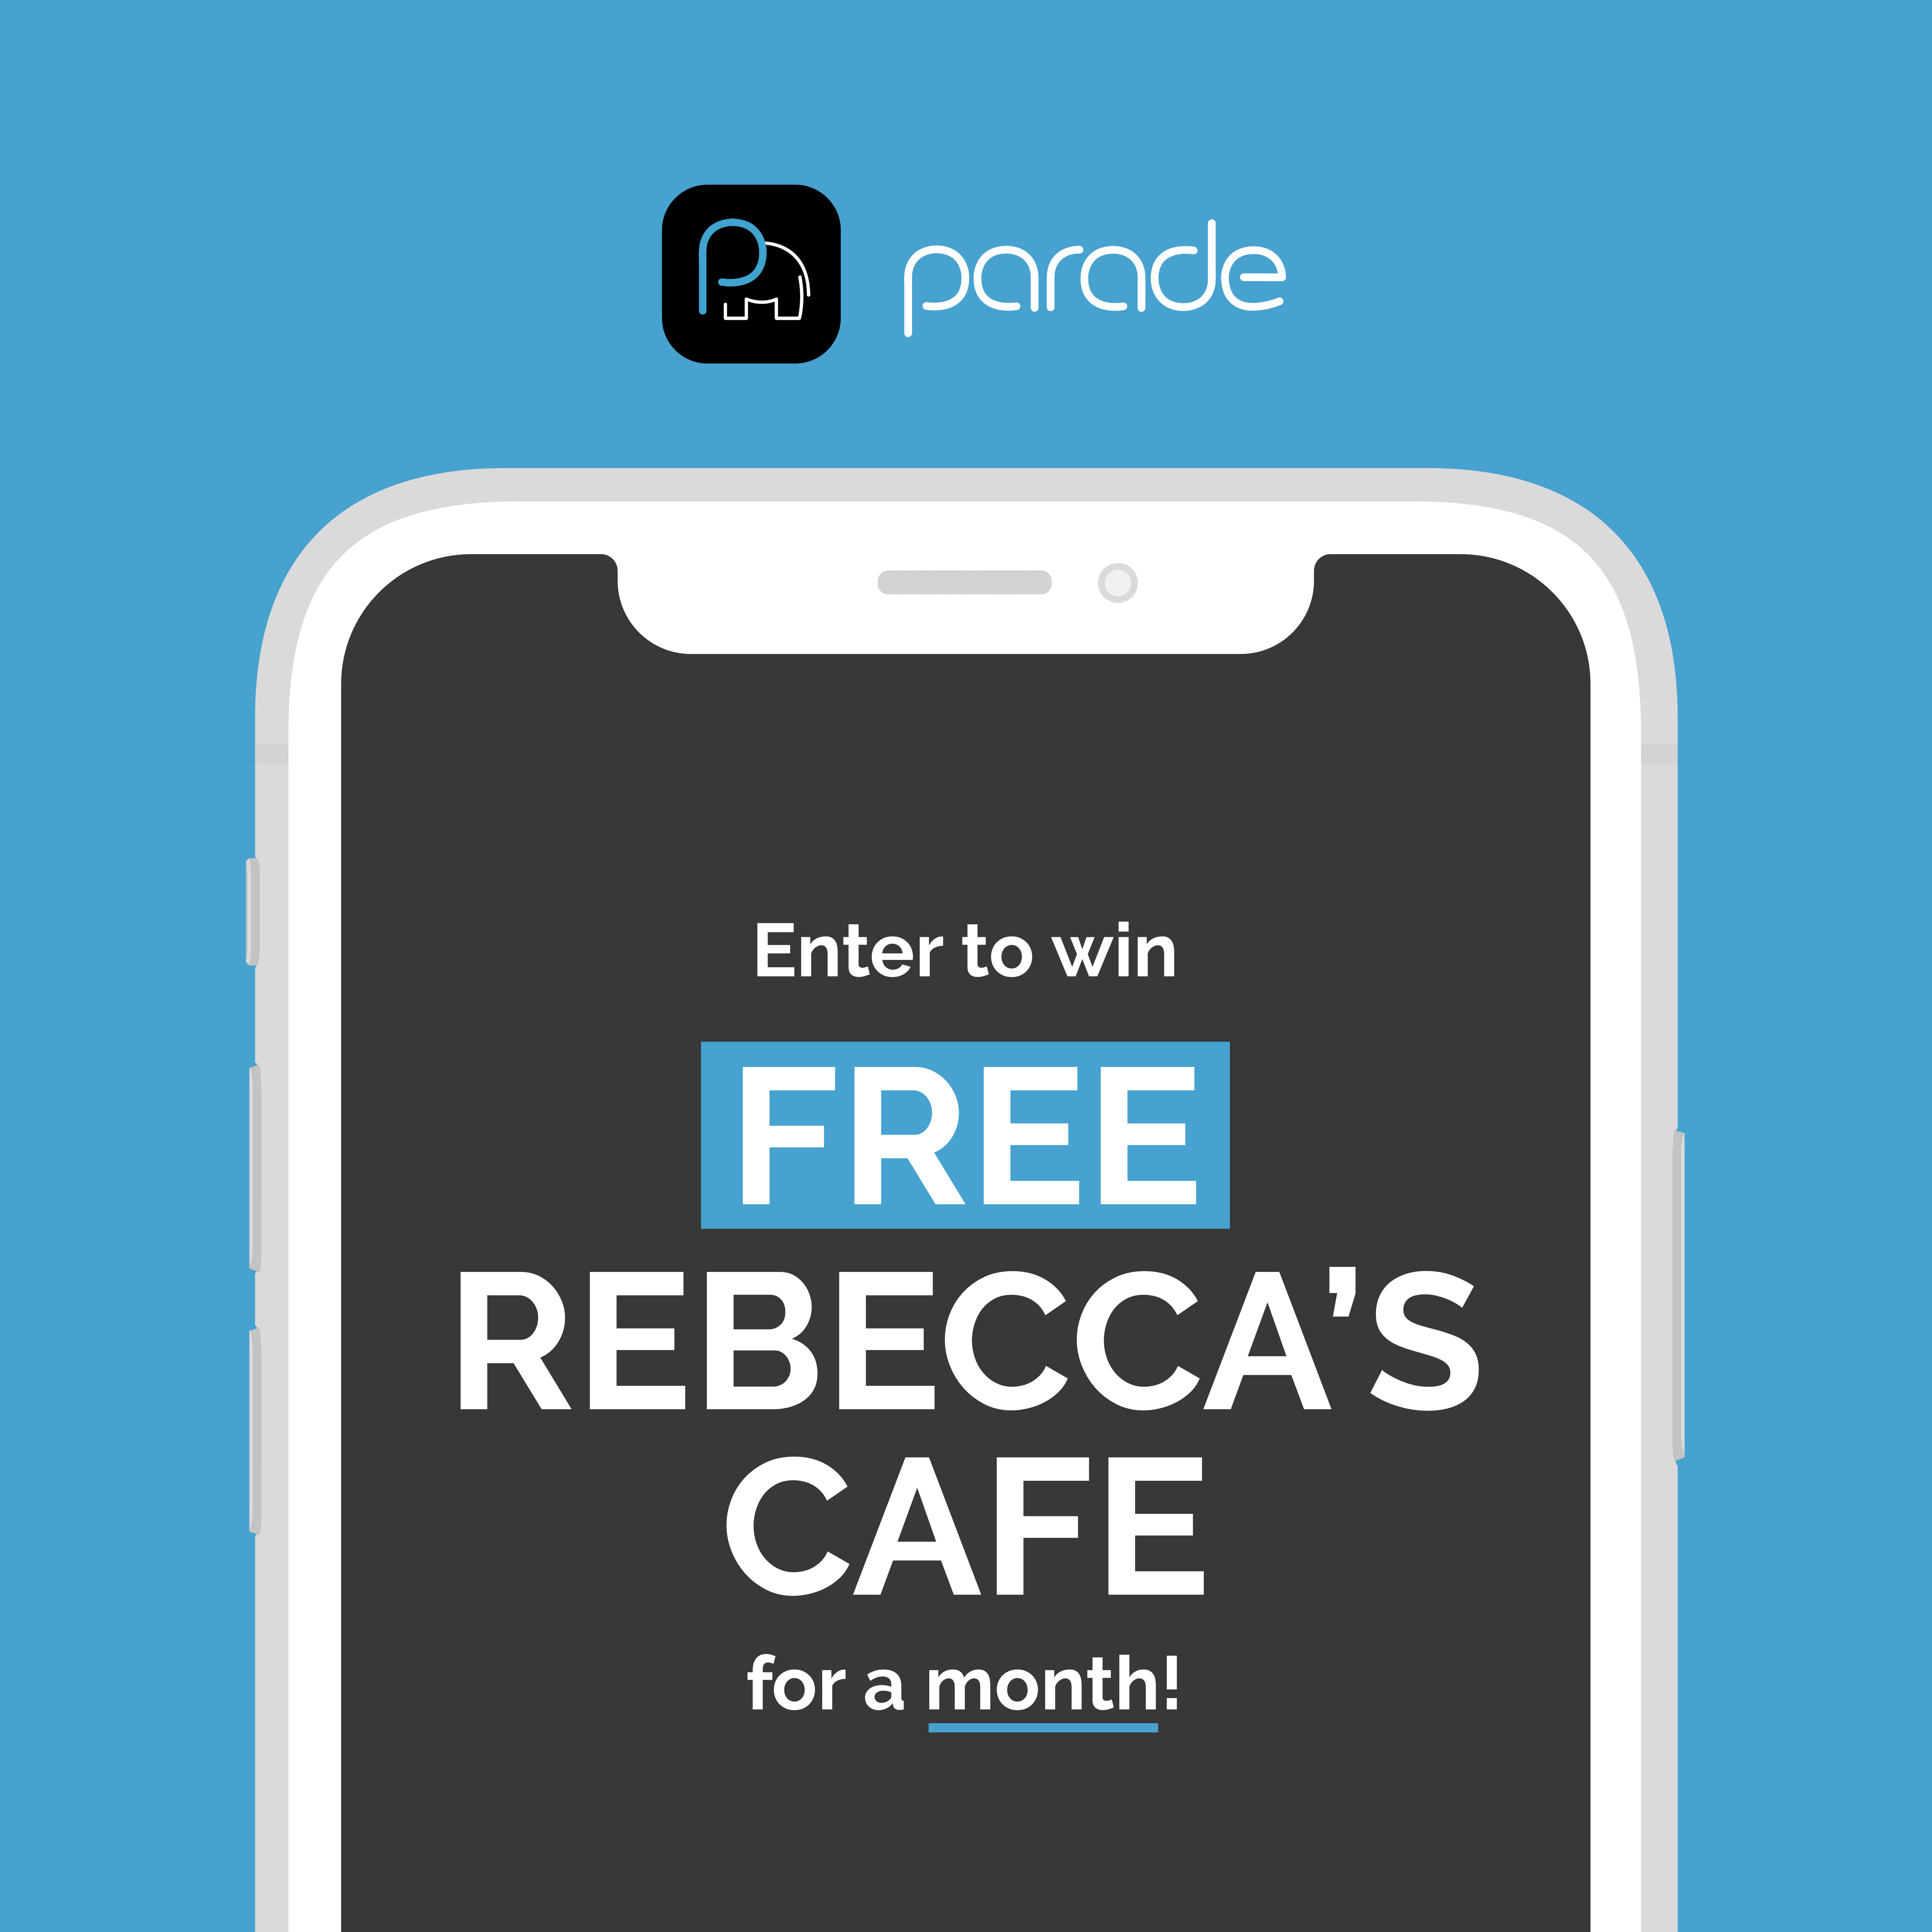 parade
Enter to win
FREE
REBECCA’S
CAFE
for a month!